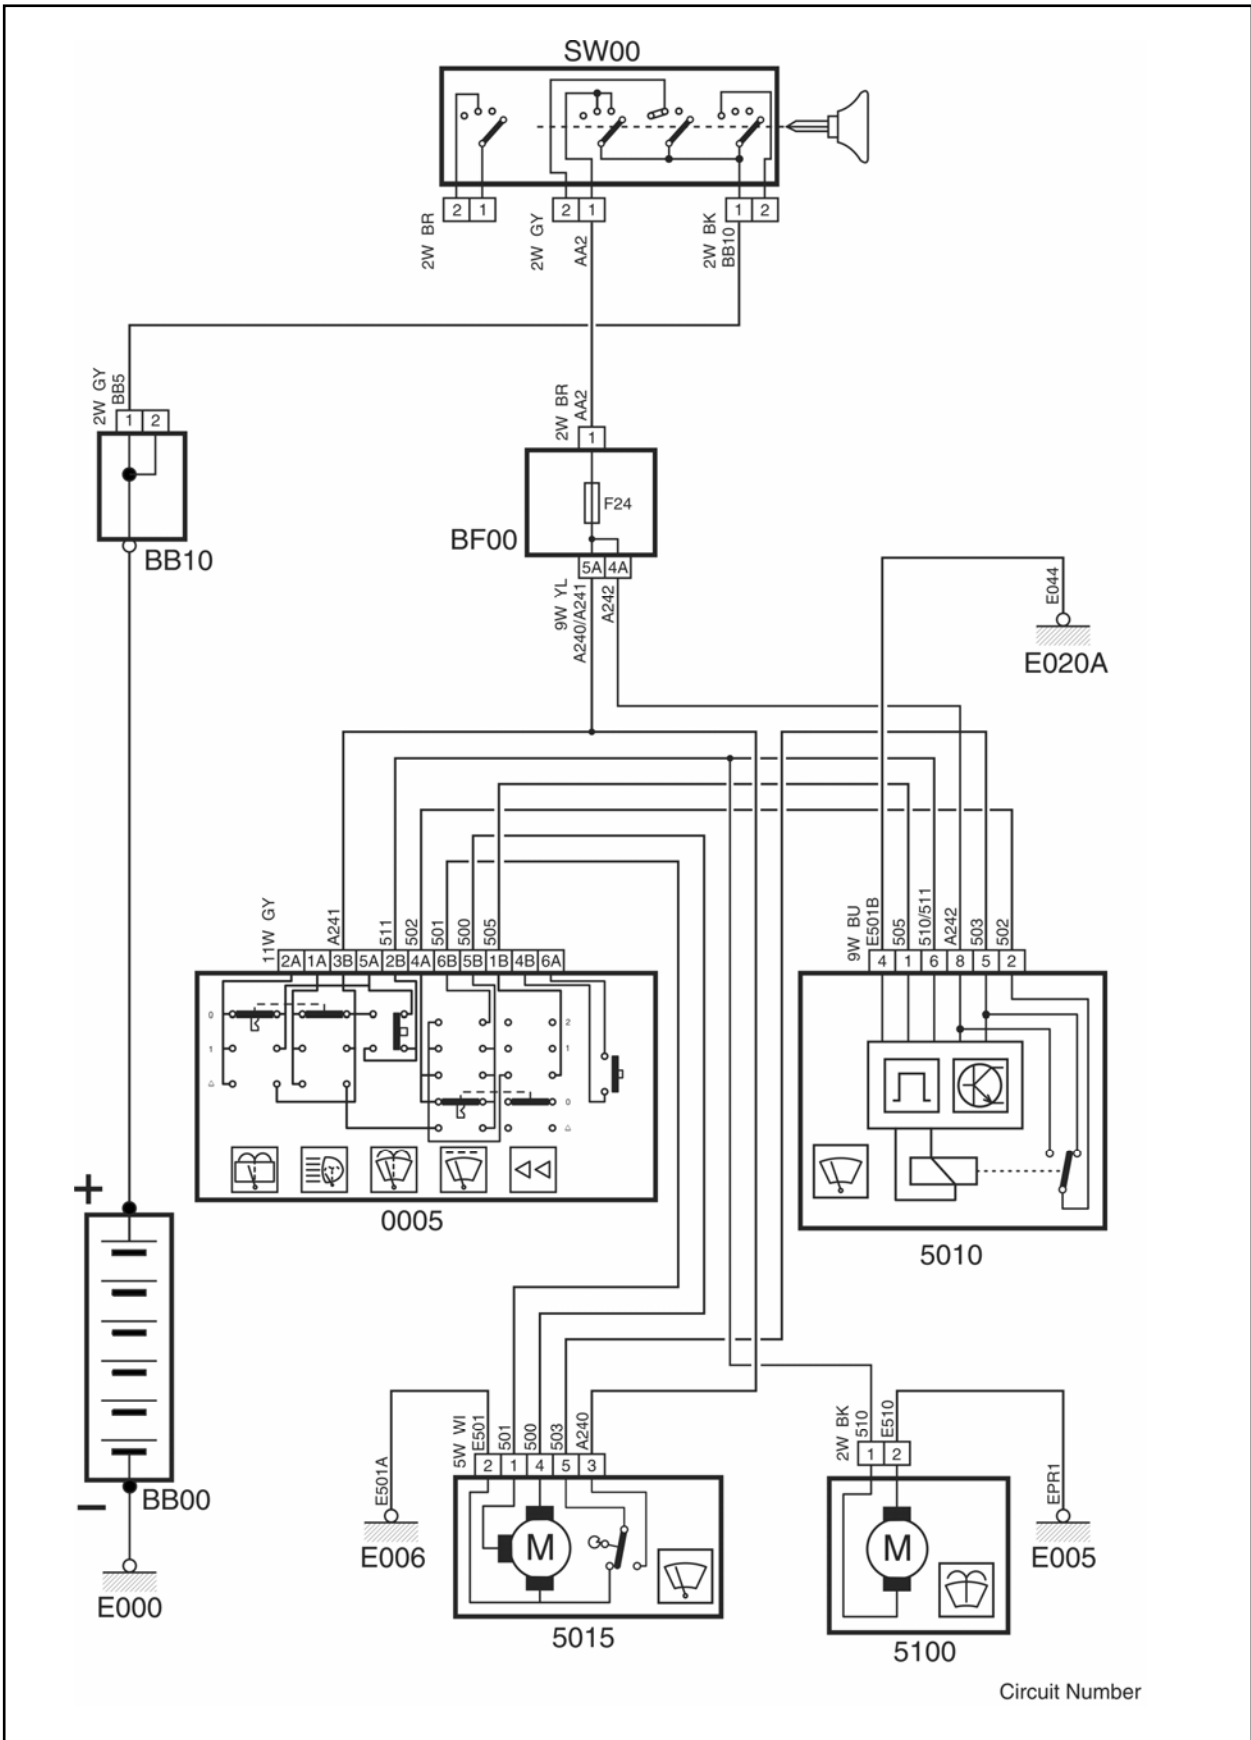 SW00
2 1 2 1 1 2
2W BR
2W GY
AA2
2W BK
BB10
2W GY
BB5
1 2
BB10
2W BR
AA2
1
F24
BF00
5A 4A
9W YL
A240/A241
A242
E044
E020A
11W GY
A241
511
502
501
500
505
2A 1A 3B 5A 2B 4A 6B 5B 1B 4B 6A
0
1
2
1
0
0005
9W BU
E501B
505
510/511
A242
503
502
4 1 6 8 5 2
5010
+
−
BB00
E000
E501A
E006
5W WI
E501
501
500
503
A240
2 1 4 5 3
M
5015
2W BK
510
E510
1 2
M
5100
EPR1
E005
Circuit Number